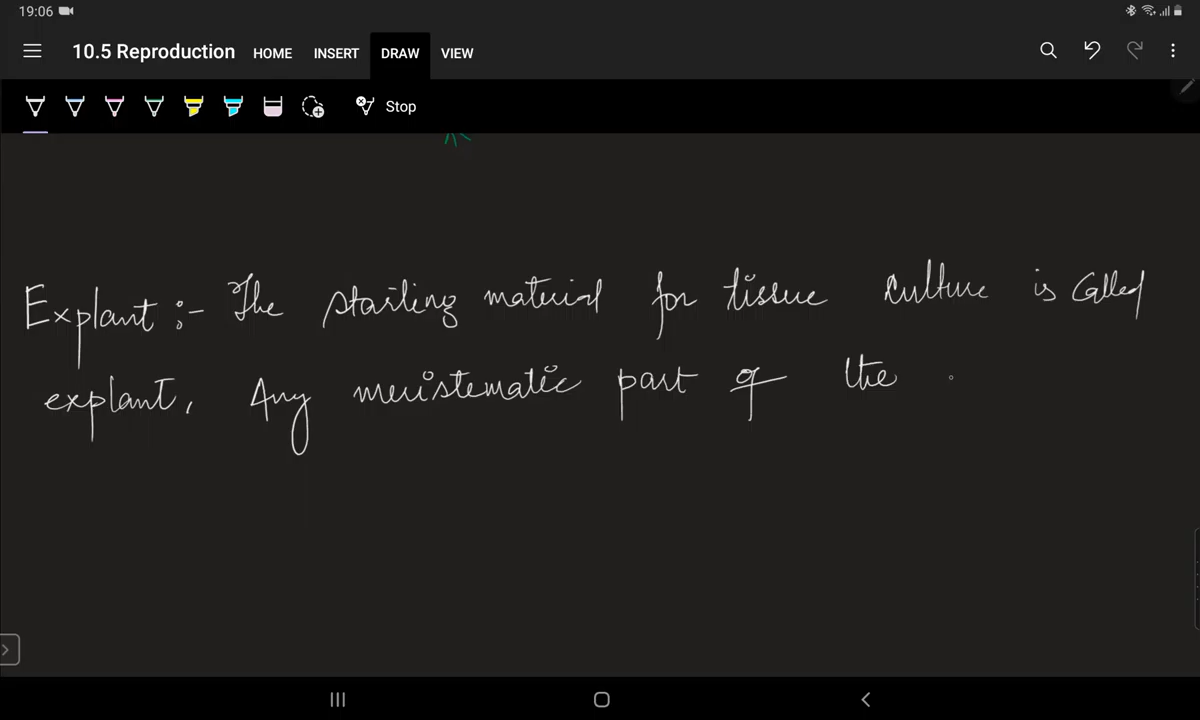 19:06
10.5 Reproduction HOME INSERT DRAW VIEW
Stop
Explant :- The starting material for tissue culture is called
explant. Any meristematic part of the